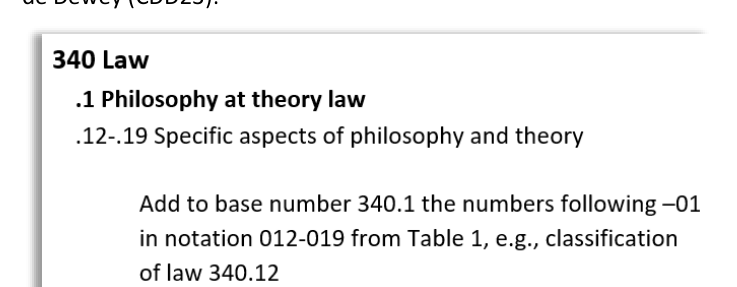 de Dewey (CDD23).
340 Law
.1 Philosophy at theory law
.12-.19 Specific aspects of philosophy and theory
Add to base number 340.1 the numbers following –01
in notation 012-019 from Table 1, e.g., classification
of law 340.12